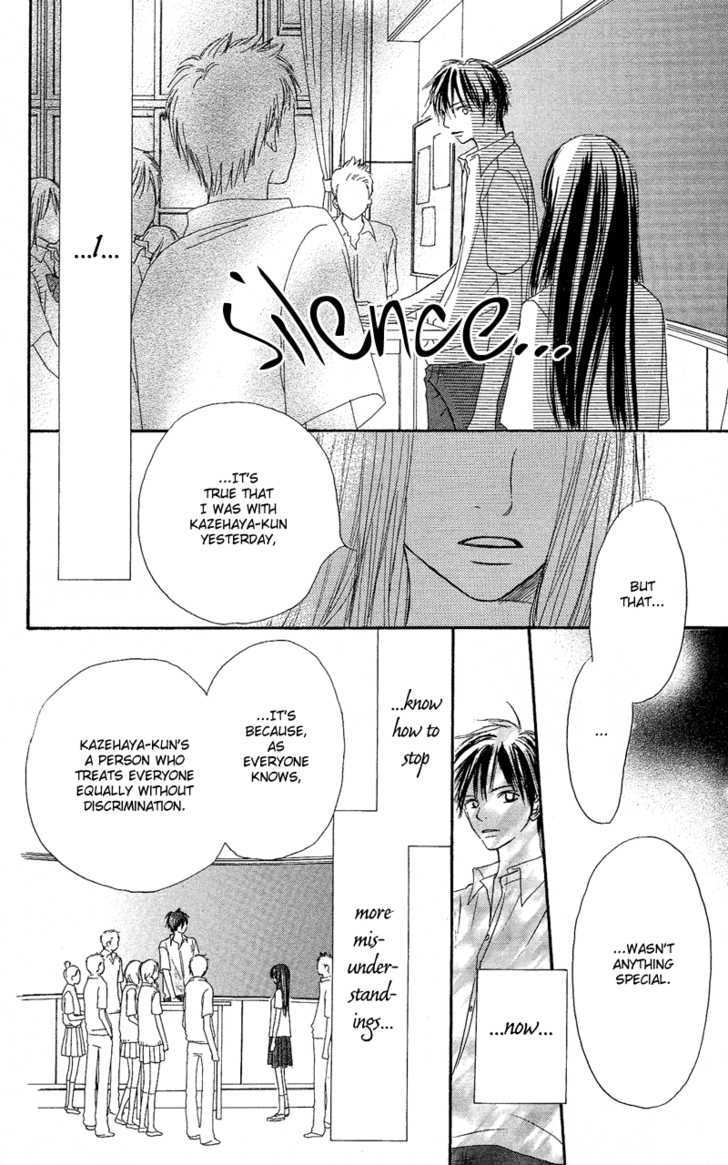 ...I...
silence...
...IT'S
TRUE THAT
I WAS WITH
KAZEHAYA-KUN
YESTERDAY,
BUT
THAT...
...
...WASN'T
ANYTHING
SPECIAL.
...now...
...know
how to
stop
more
mis-
under-
stand-
ings...
...IT'S
BECAUSE,
AS
EVERYONE
KNOWS,
KAZEHAYA-KUN'S
A PERSON WHO
TREATS EVERYONE
EQUALLY WITHOUT
DISCRIMINATION.